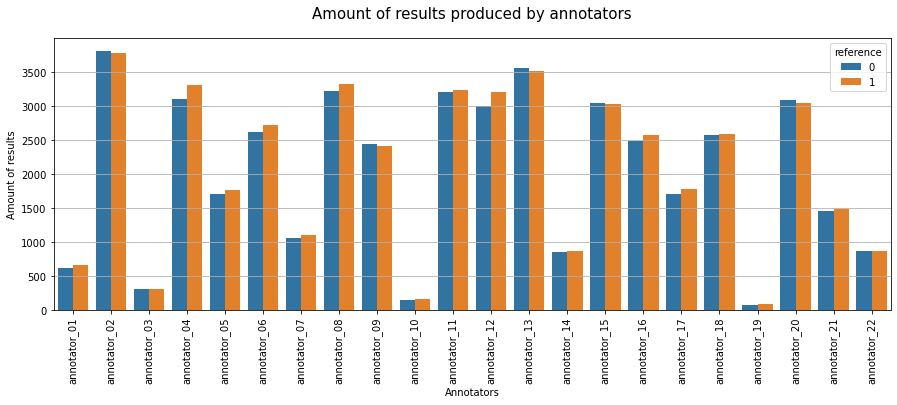 Amount of results produced by annotators
reference
0
1
Amount of results
3500
3000
2500
2000
1500
1000
500
0
annotator_01
annotator_02
annotator_03
annotator_04
annotator_05
annotator_06
annotator_07
annotator_08
annotator_09
annotator_10
annotator_11
annotator_12
annotator_13
annotator_14
annotator_15
annotator_16
annotator_17
annotator_18
annotator_19
annotator_20
annotator_21
annotator_22
Annotators